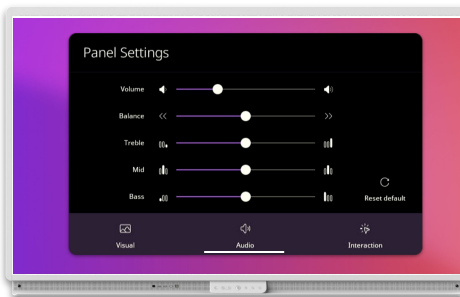 Panel Settings
Volume
Balance
Treble
Mid
Bass
Reset default
Visual
Audio
Interaction